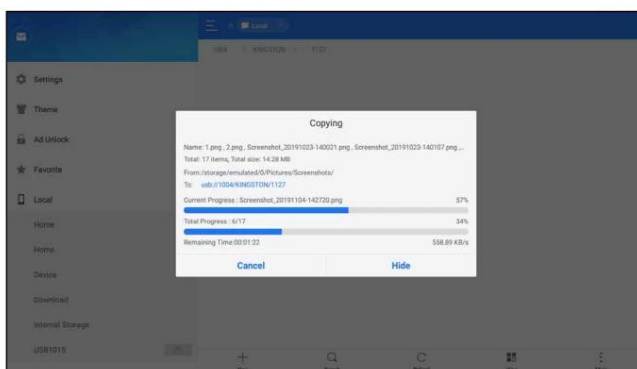 Local
USB › KINGSTON › 1127
Settings
Theme
Ad Unlock
Favorite
Local
Home
Home
Device
Download
Internal Storage
USB1015
Copying
Name: 1.png , 2.png , Screenshot_20191023-140021.png , Screenshot_20191023-140107.png ,...
Total: 17 items, Total size: 14.28 MB
From:/storage/emulated/0/Pictures/Screenshots/
To: usb://1004/KINGSTON/1127
Current Progress : Screenshot_20191104-142720.png 57%
Total Progress : 6/17 34%
Remaining Time:00:01:22 558.89 KB/s
Cancel Hide